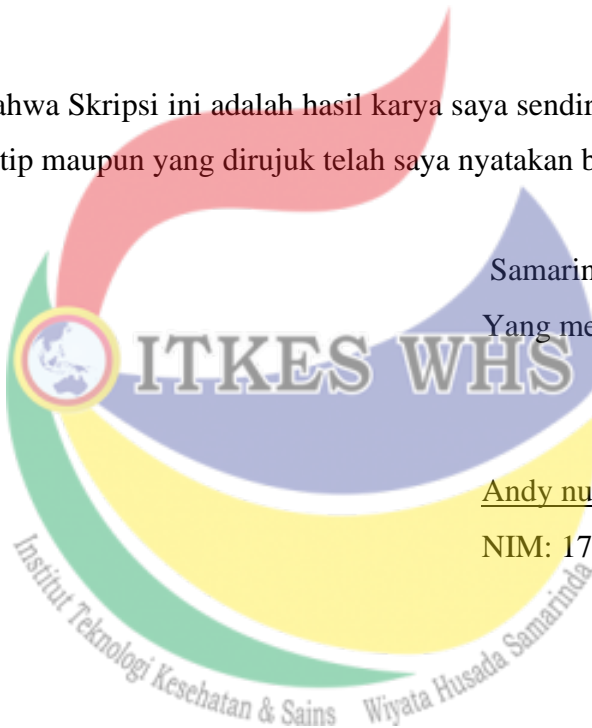 ahwa Skripsi ini adalah hasil karya saya sendir
tip maupun yang dirujuk telah saya nyatakan b
Samarin
Yang me
ITKES WHS
Andy nu
NIM: 17
Institut Teknologi Kesehatan & Sains Wiyata Husada Samarinda